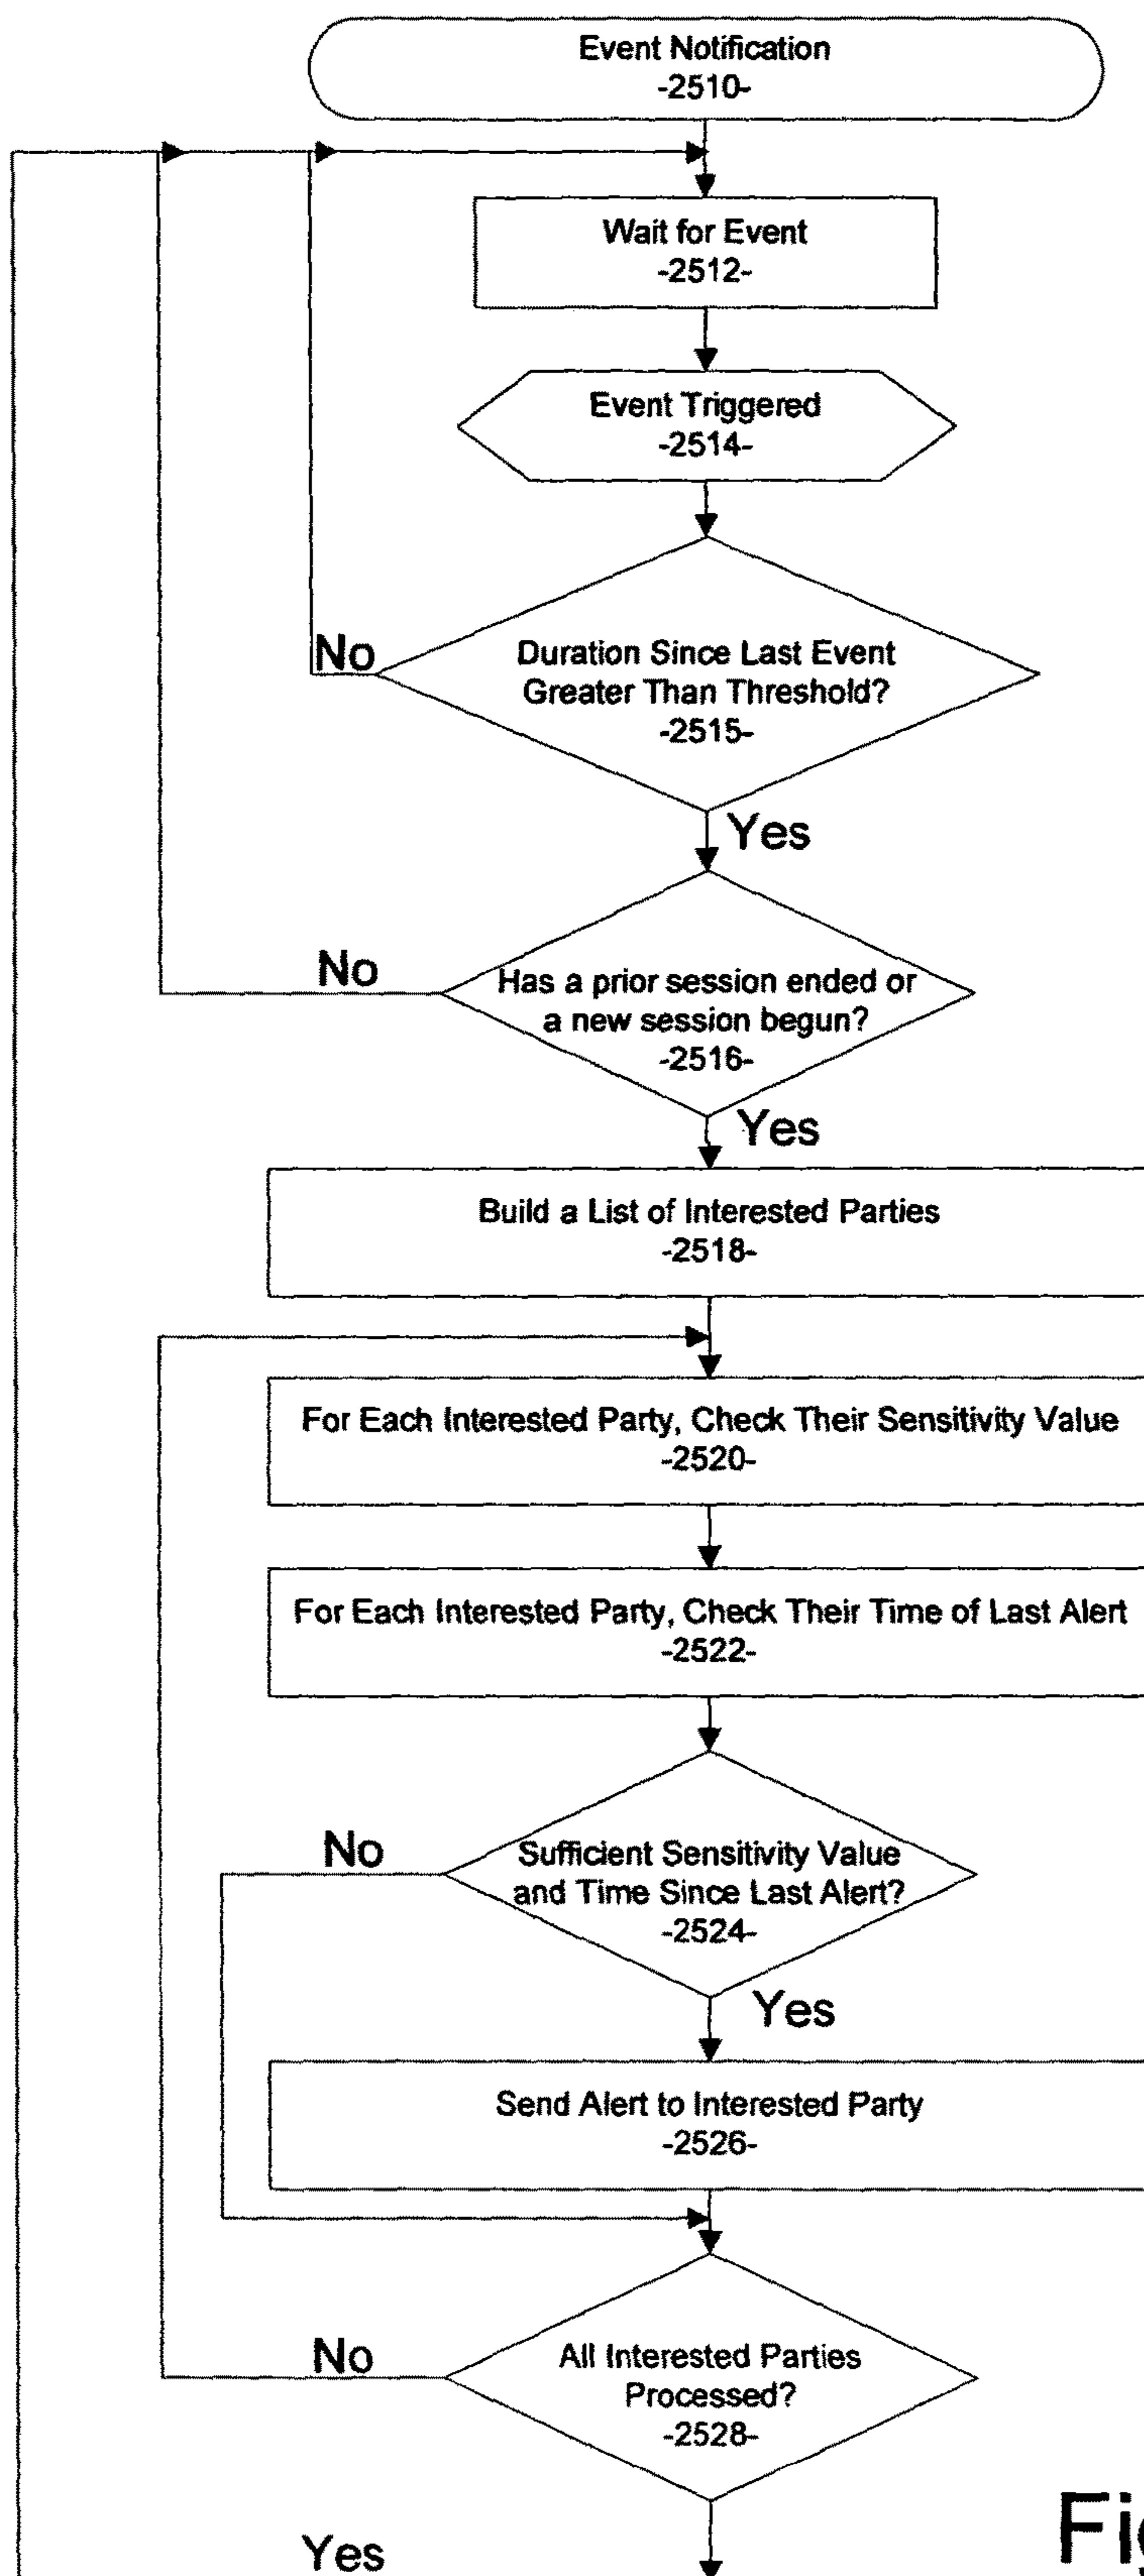 Event Notification
-2510-
Wait for Event
-2512-
Event Triggered
-2514-
No
Duration Since Last Event
Greater Than Threshold?
-2515-
Yes
No
Has a prior session ended or
a new session begun?
-2516-
Yes
Build a List of Interested Parties
-2518-
For Each Interested Party, Check Their Sensitivity Value
-2520-
For Each Interested Party, Check Their Time of Last Alert
-2522-
No
Sufficient Sensitivity Value
and Time Since Last Alert?
-2524-
Yes
Send Alert to Interested Party
-2526-
No
All Interested Parties
Processed?
-2528-
Yes